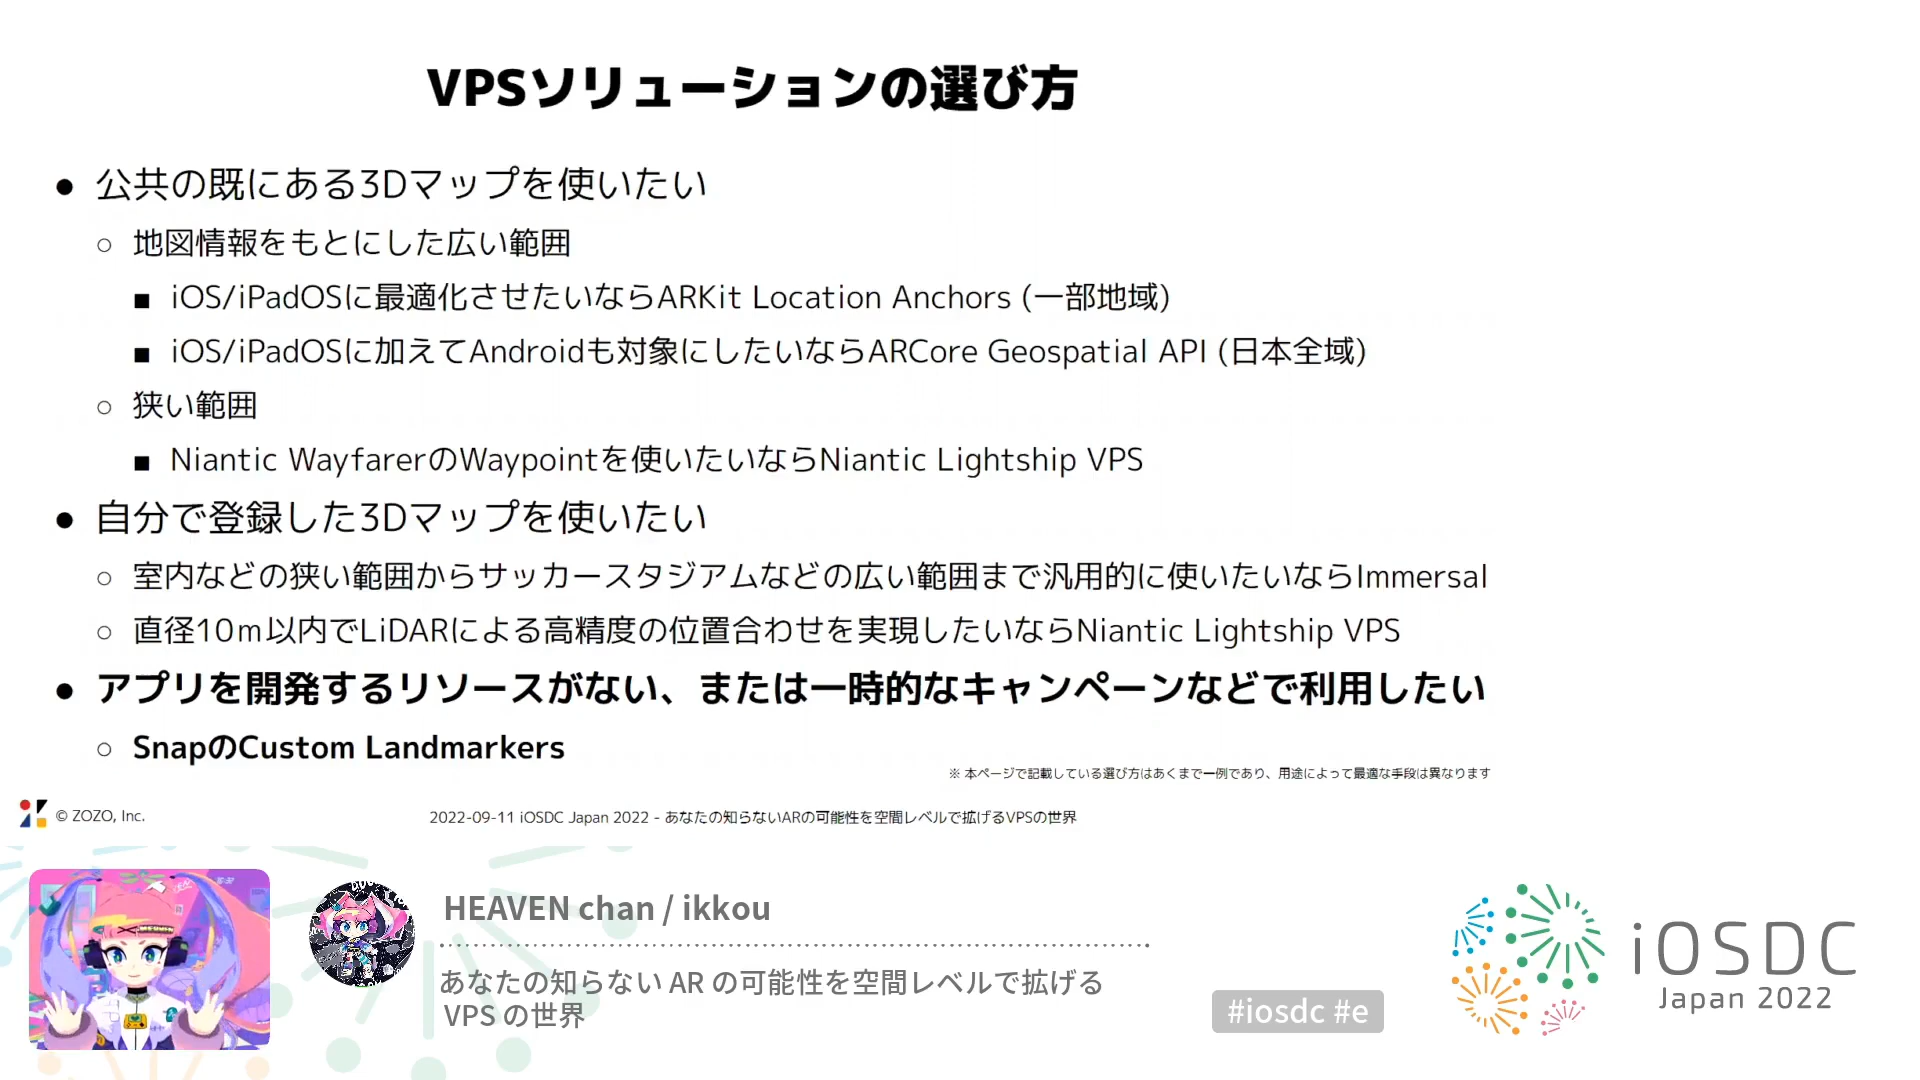 VPSソリューションの選び方
● 公共の既にある3Dマップを使いたい
○ 地図情報をもとにした広い範囲
■ iOS/iPadOSに最適化させたいならARKit Location Anchors (一部地域)
■ iOS/iPadOSに加えてAndroidも対象にしたいならARCore Geospatial API (日本全域)
○ 狭い範囲
■ Niantic WayfarerのWaypointを使いたいならNiantic Lightship VPS
● 自分で登録した3Dマップを使いたい
○ 室内などの狭い範囲からサッカースタジアムなどの広い範囲まで汎用的に使いたいならImmersal
○ 直径10m以内でLiDARによる高精度の位置合わせを実現したいならNiantic Lightship VPS
● アプリを開発するリソースがない、または一時的なキャンペーンなどで利用したい
○ SnapのCustom Landmarkers
※ 本ページで記載している選び方はあくまで一例であり、用途によって最適な手段は異なります
© ZOZO, Inc.
2022-09-11 iOSDC Japan 2022 - あなたの知らないARの可能性を空間レベルで拡げるVPSの世界
HEAVEN chan / ikkou
あなたの知らない AR の可能性を空間レベルで拡げる
VPS の世界
#iosdc #e
iOSDC
Japan 2022